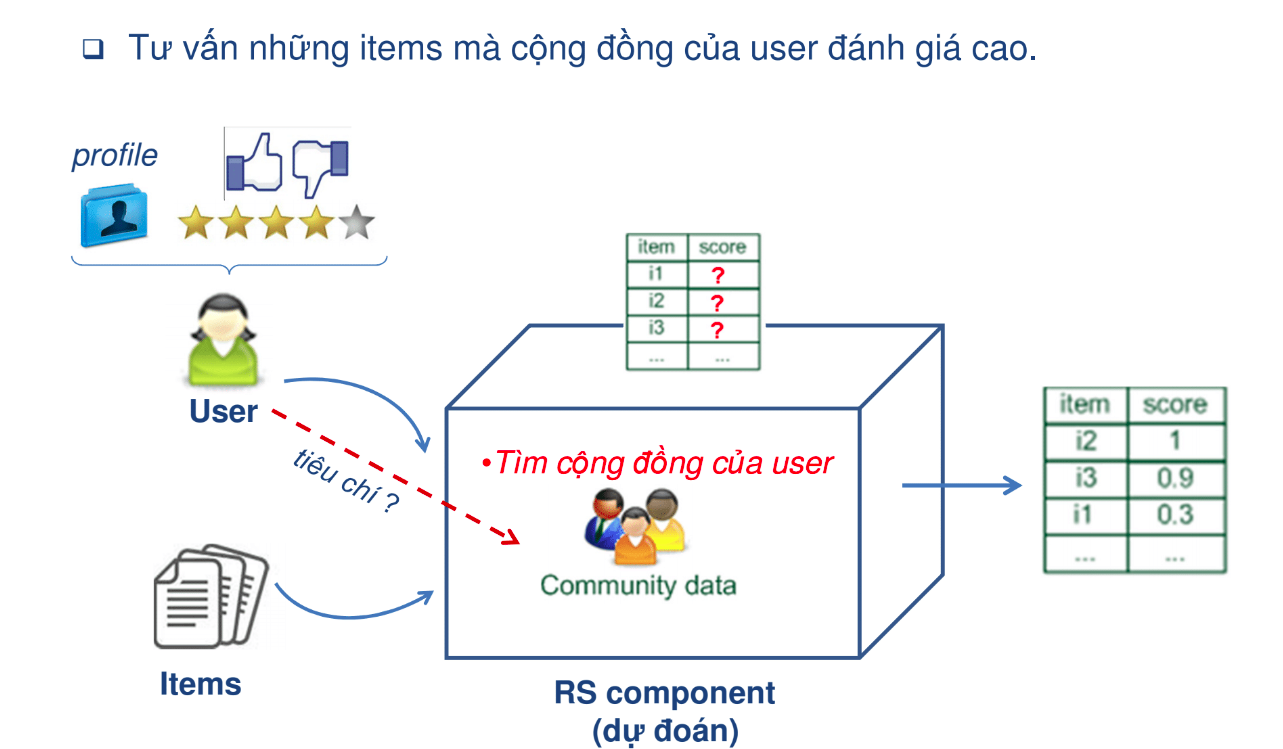 ❑ Tư vấn những items mà cộng đồng của user đánh giá cao.
profile
item score
i1 ?
i2 ?
i3 ?
... ...
User
tiêu chí ?
•Tìm cộng đồng của user
Community data
item score
i2 1
i3 0.9
i1 0.3
... ...
Items
RS component
(dự đoán)